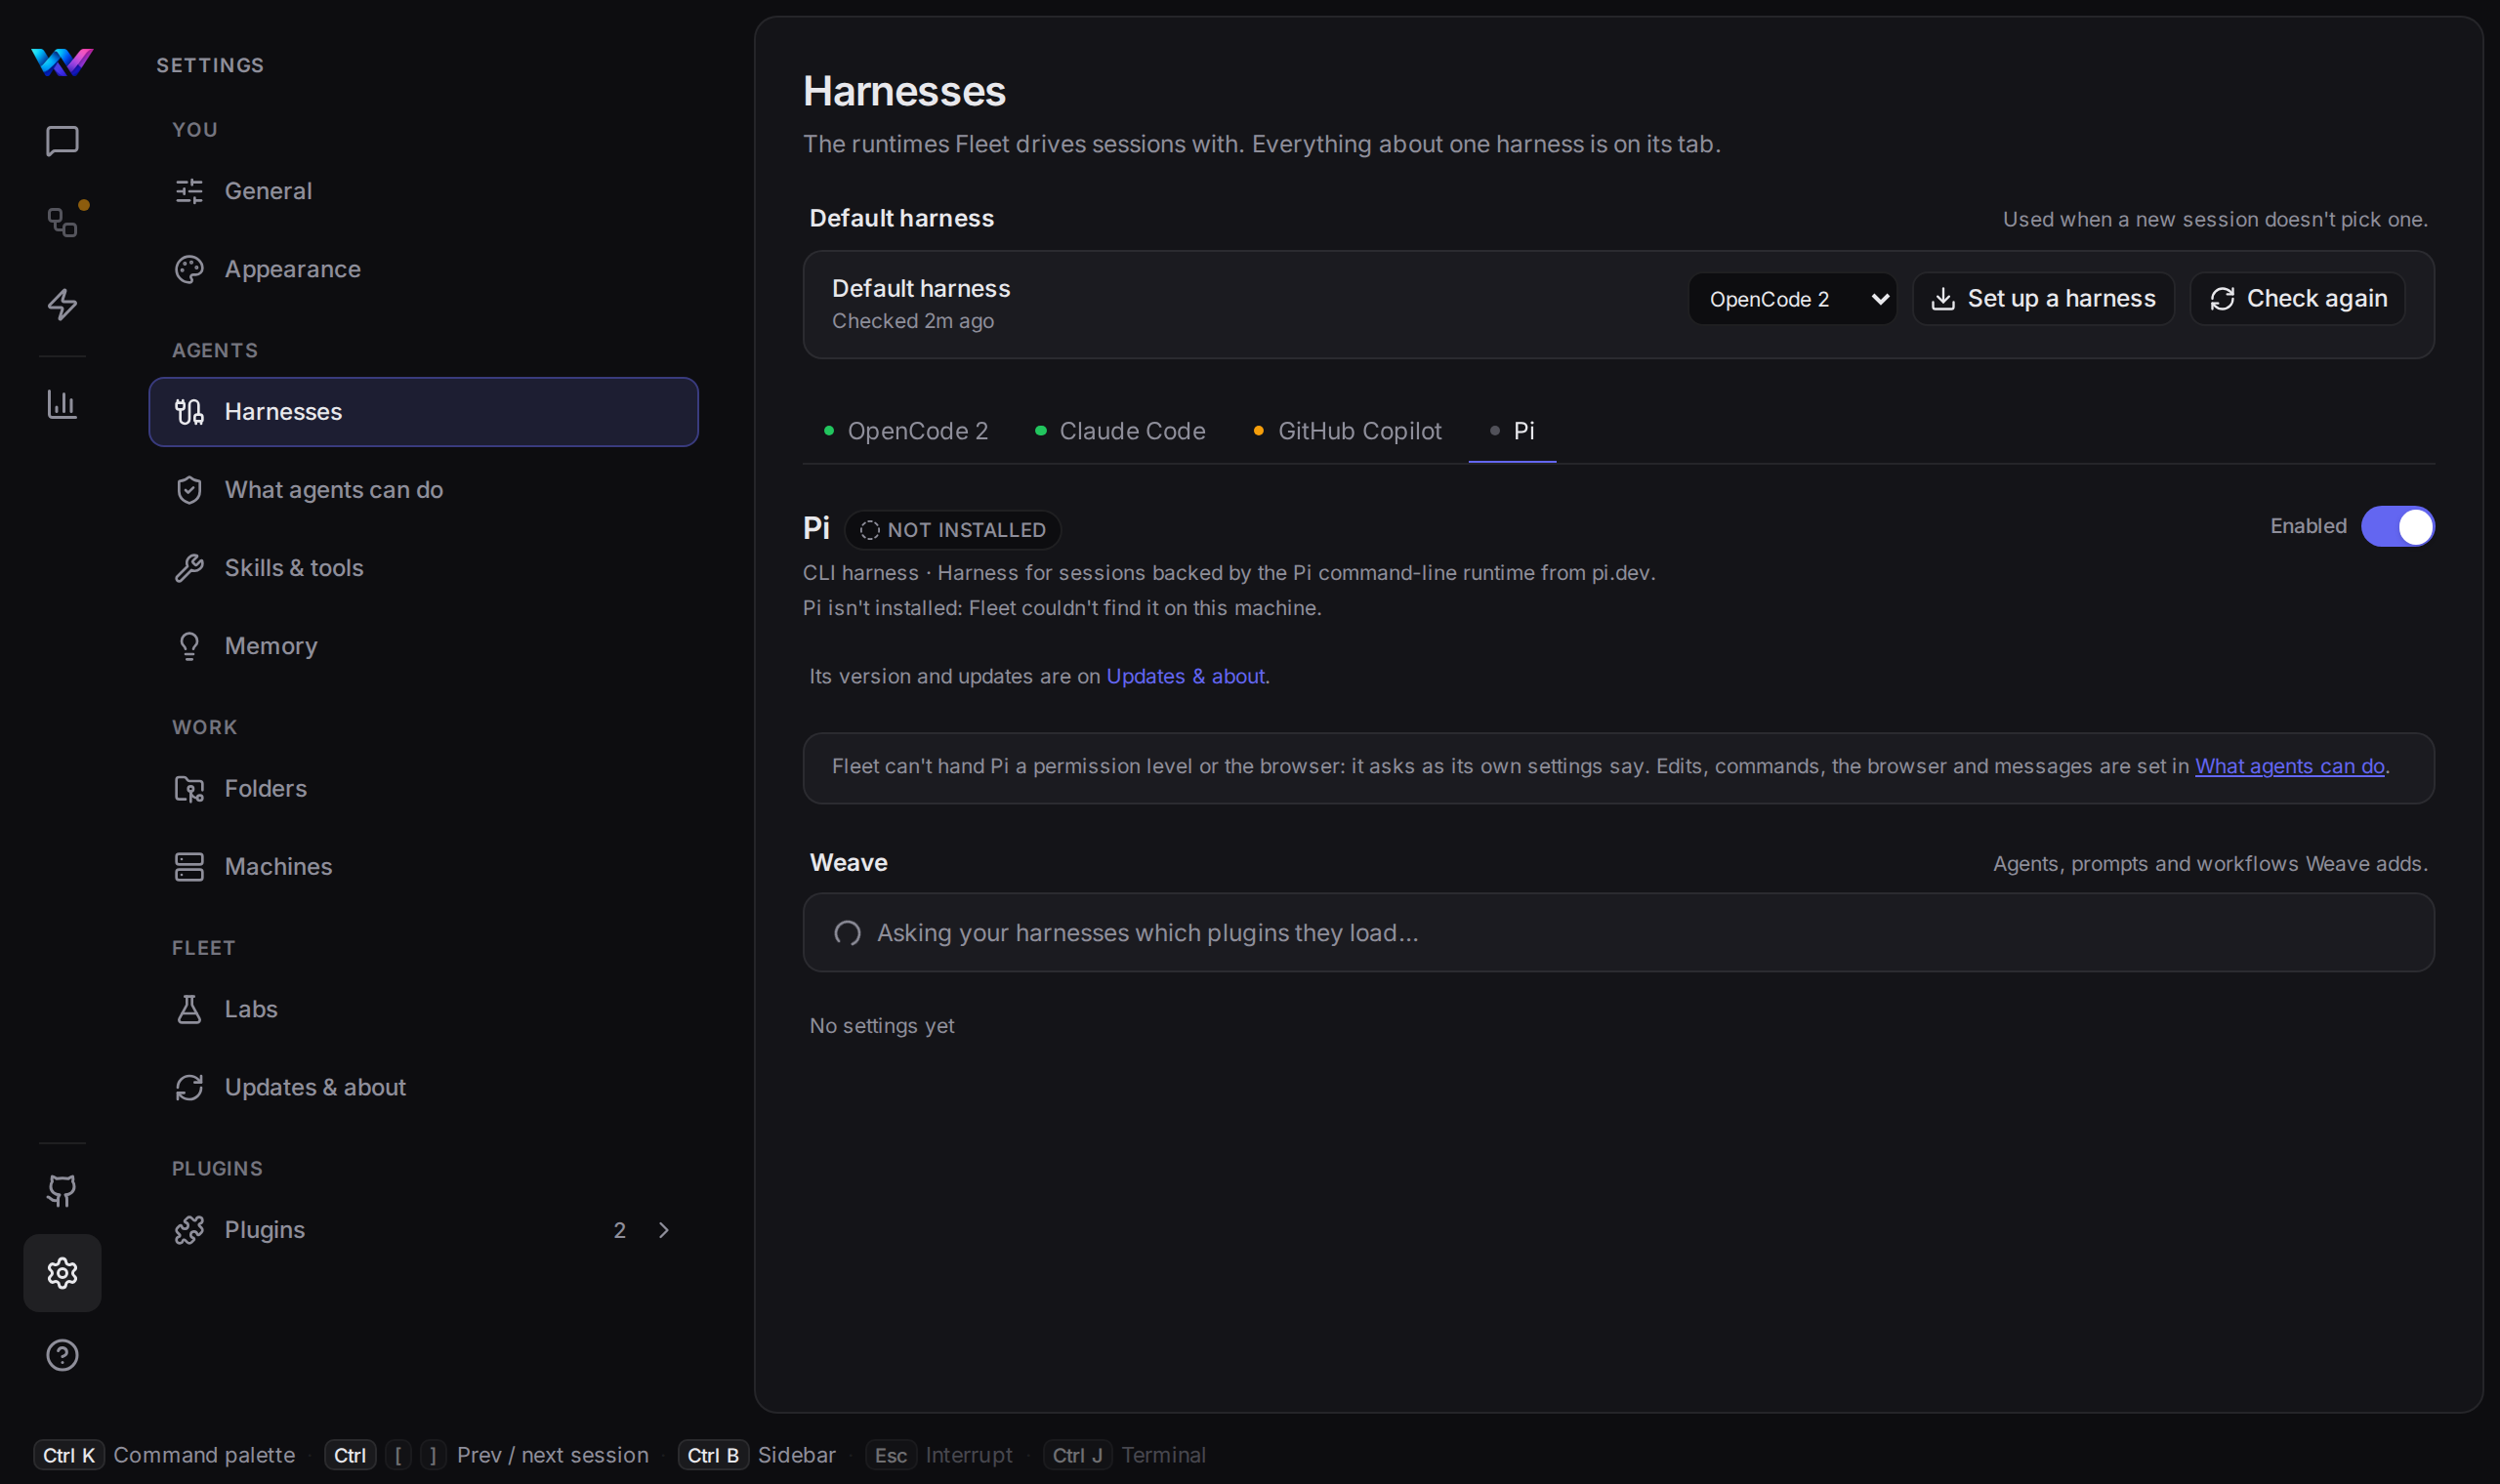 SETTINGS
YOU
General
Appearance
AGENTS
Harnesses
What agents can do
Skills & tools
Memory
WORK
Folders
Machines
FLEET
Labs
Updates & about
PLUGINS
Plugins 2
Harnesses
The runtimes Fleet drives sessions with. Everything about one harness is on its tab.
Default harness Used when a new session doesn't pick one.
Default harness
Checked 2m ago
OpenCode 2 Set up a harness Check again
OpenCode 2 Claude Code GitHub Copilot Pi
Pi NOT INSTALLED Enabled
CLI harness · Harness for sessions backed by the Pi command-line runtime from pi.dev.
Pi isn't installed: Fleet couldn't find it on this machine.
Its version and updates are on Updates & about.
Fleet can't hand Pi a permission level or the browser: it asks as its own settings say. Edits, commands, the browser and messages are set in What agents can do.
Weave Agents, prompts and workflows Weave adds.
Asking your harnesses which plugins they load...
No settings yet
Ctrl K Command palette · Ctrl [ ] Prev / next session · Ctrl B Sidebar · Esc Interrupt · Ctrl J Terminal